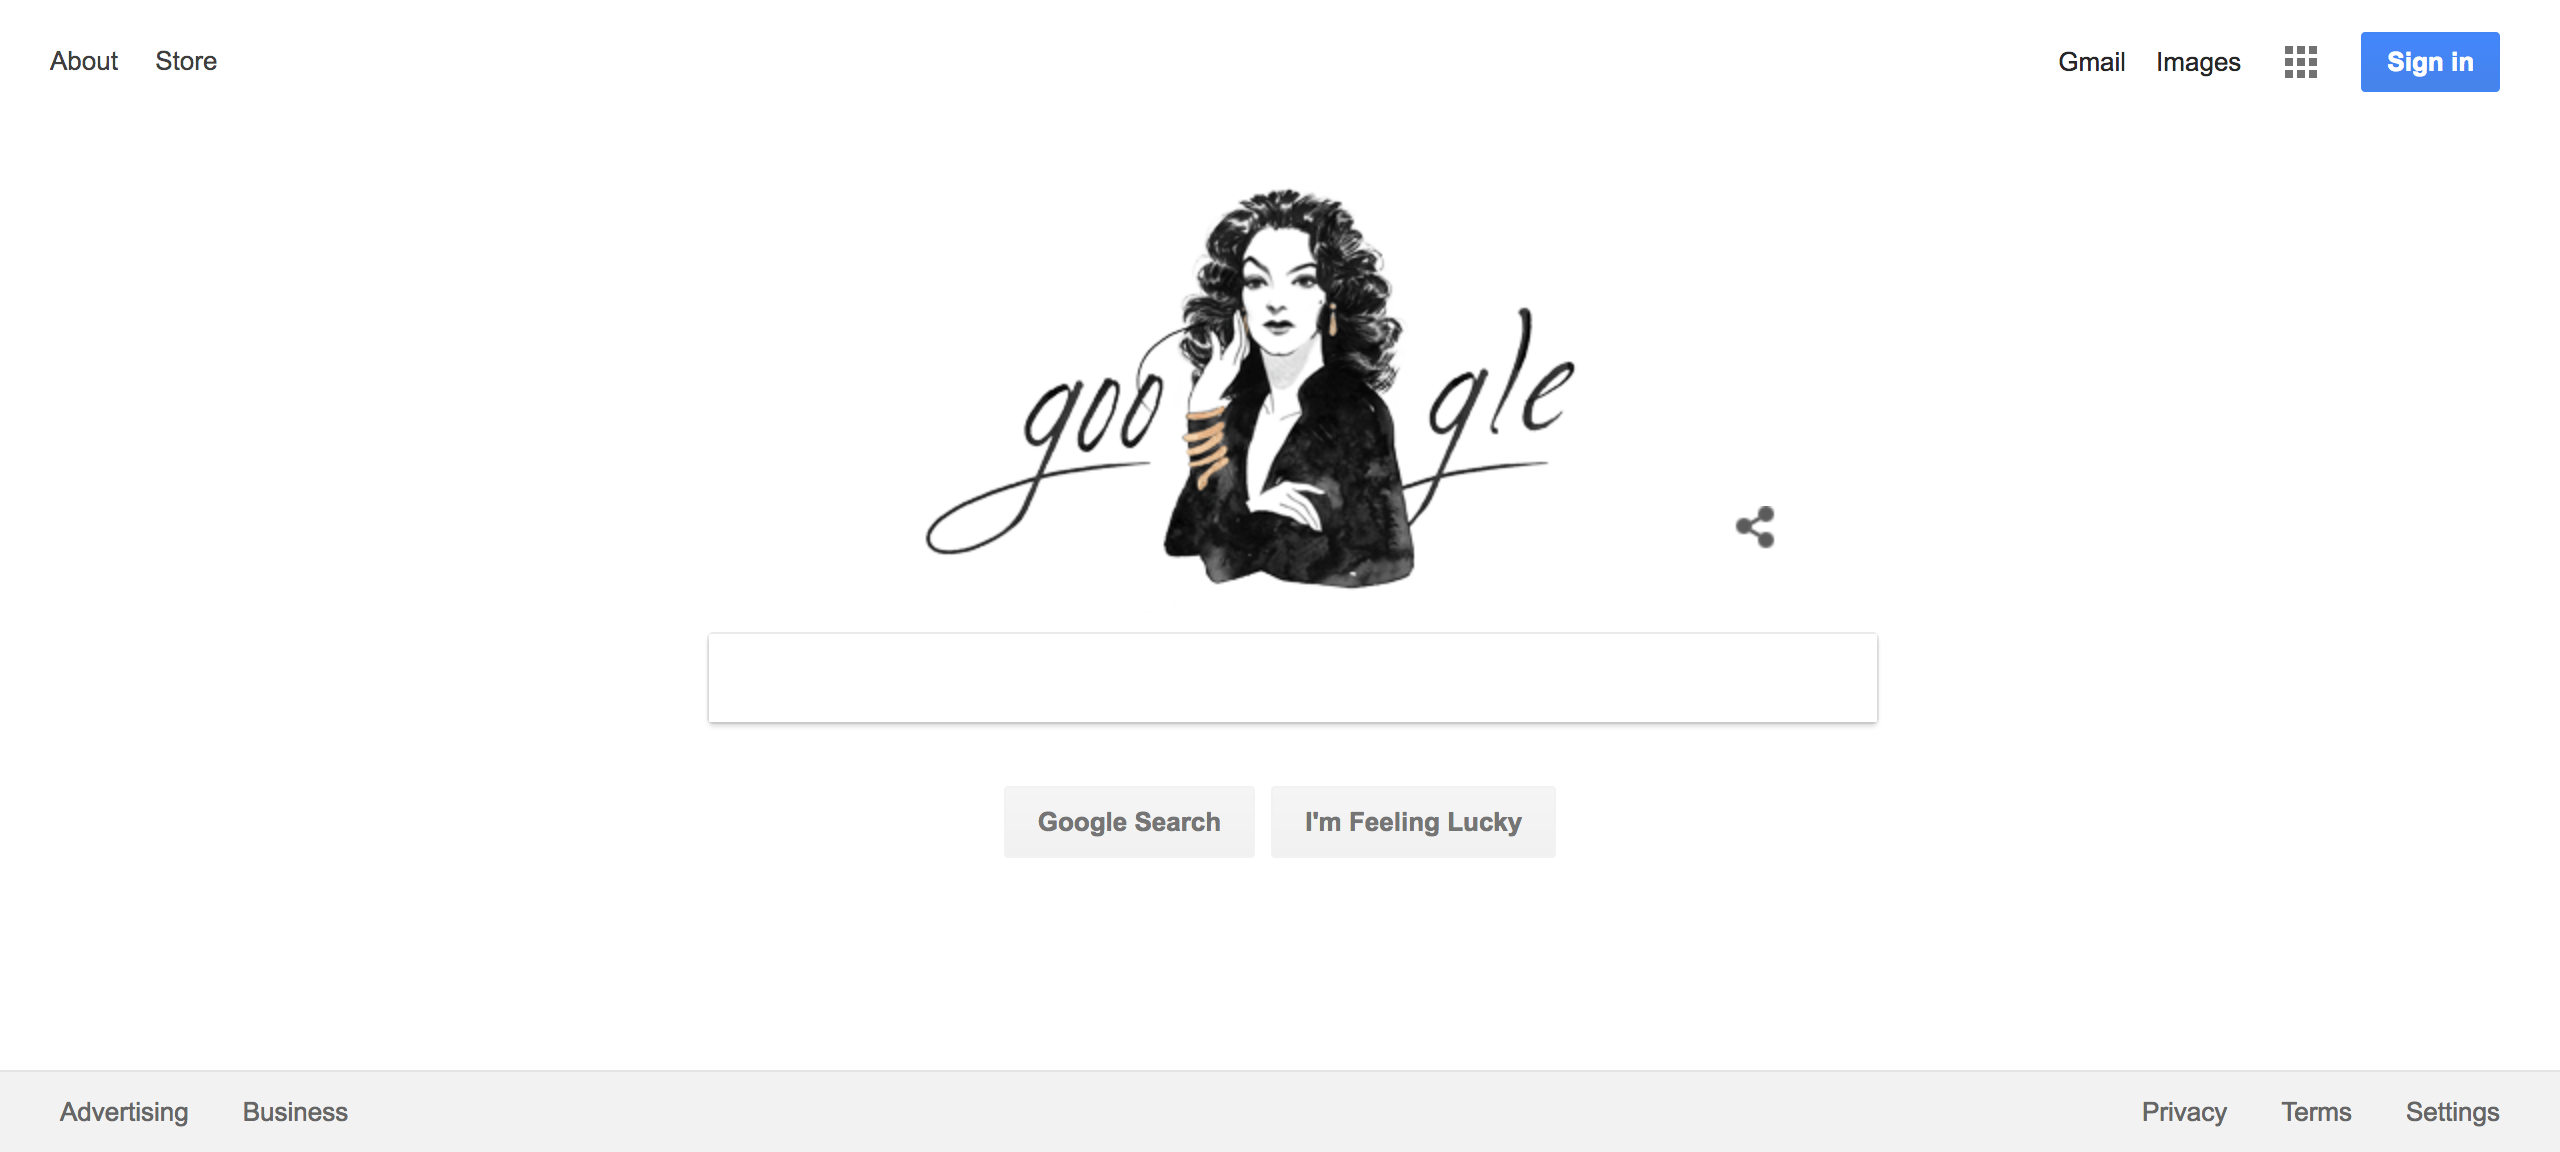 About Store
Gmail Images Sign in
goo gle
Google Search I'm Feeling Lucky
Advertising Business
Privacy Terms Settings